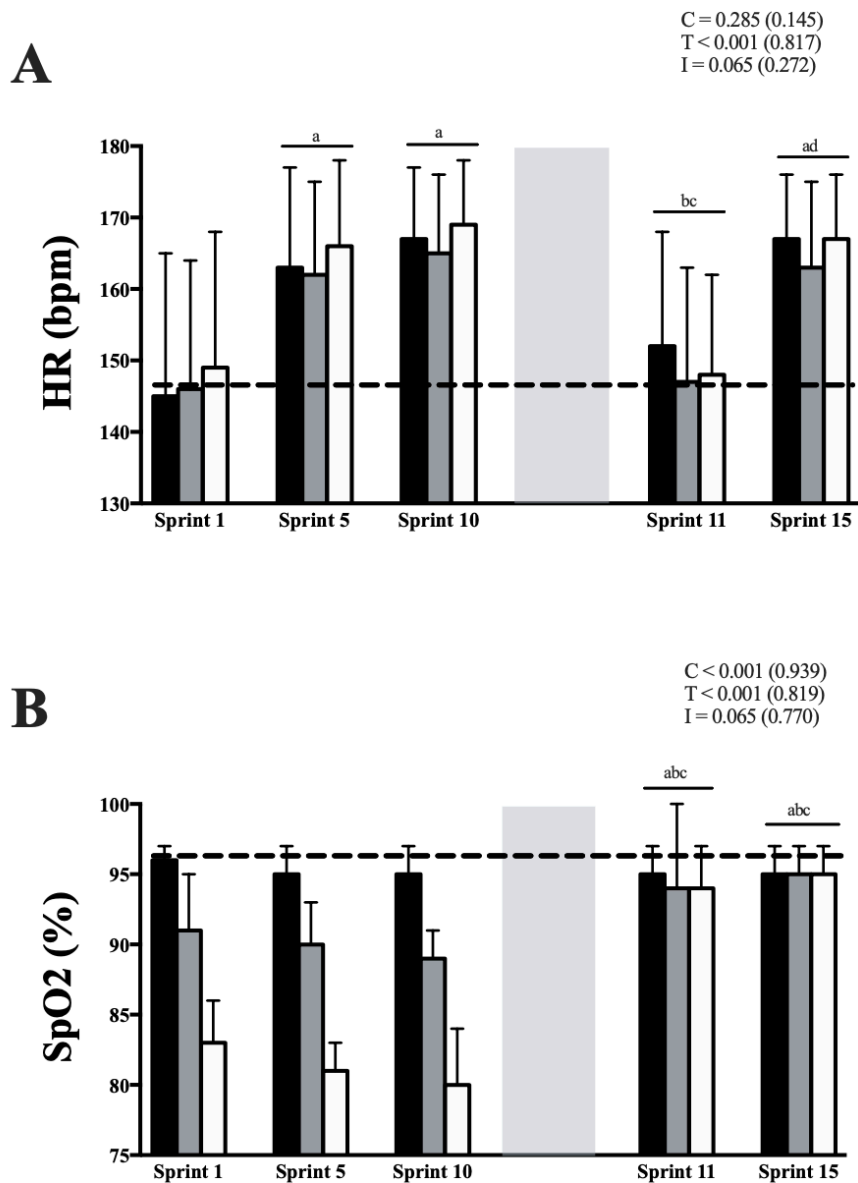 C = 0.285 (0.145)
T < 0.001 (0.817)
I = 0.065 (0.272)
A
HR (bpm)
180
170
160
150
140
130
a
a
bc
ad
Sprint 1
Sprint 5
Sprint 10
Sprint 11
Sprint 15
C < 0.001 (0.939)
T < 0.001 (0.819)
I = 0.065 (0.770)
B
SpO2 (%)
100
95
90
85
80
75
abc
abc
Sprint 1
Sprint 5
Sprint 10
Sprint 11
Sprint 15